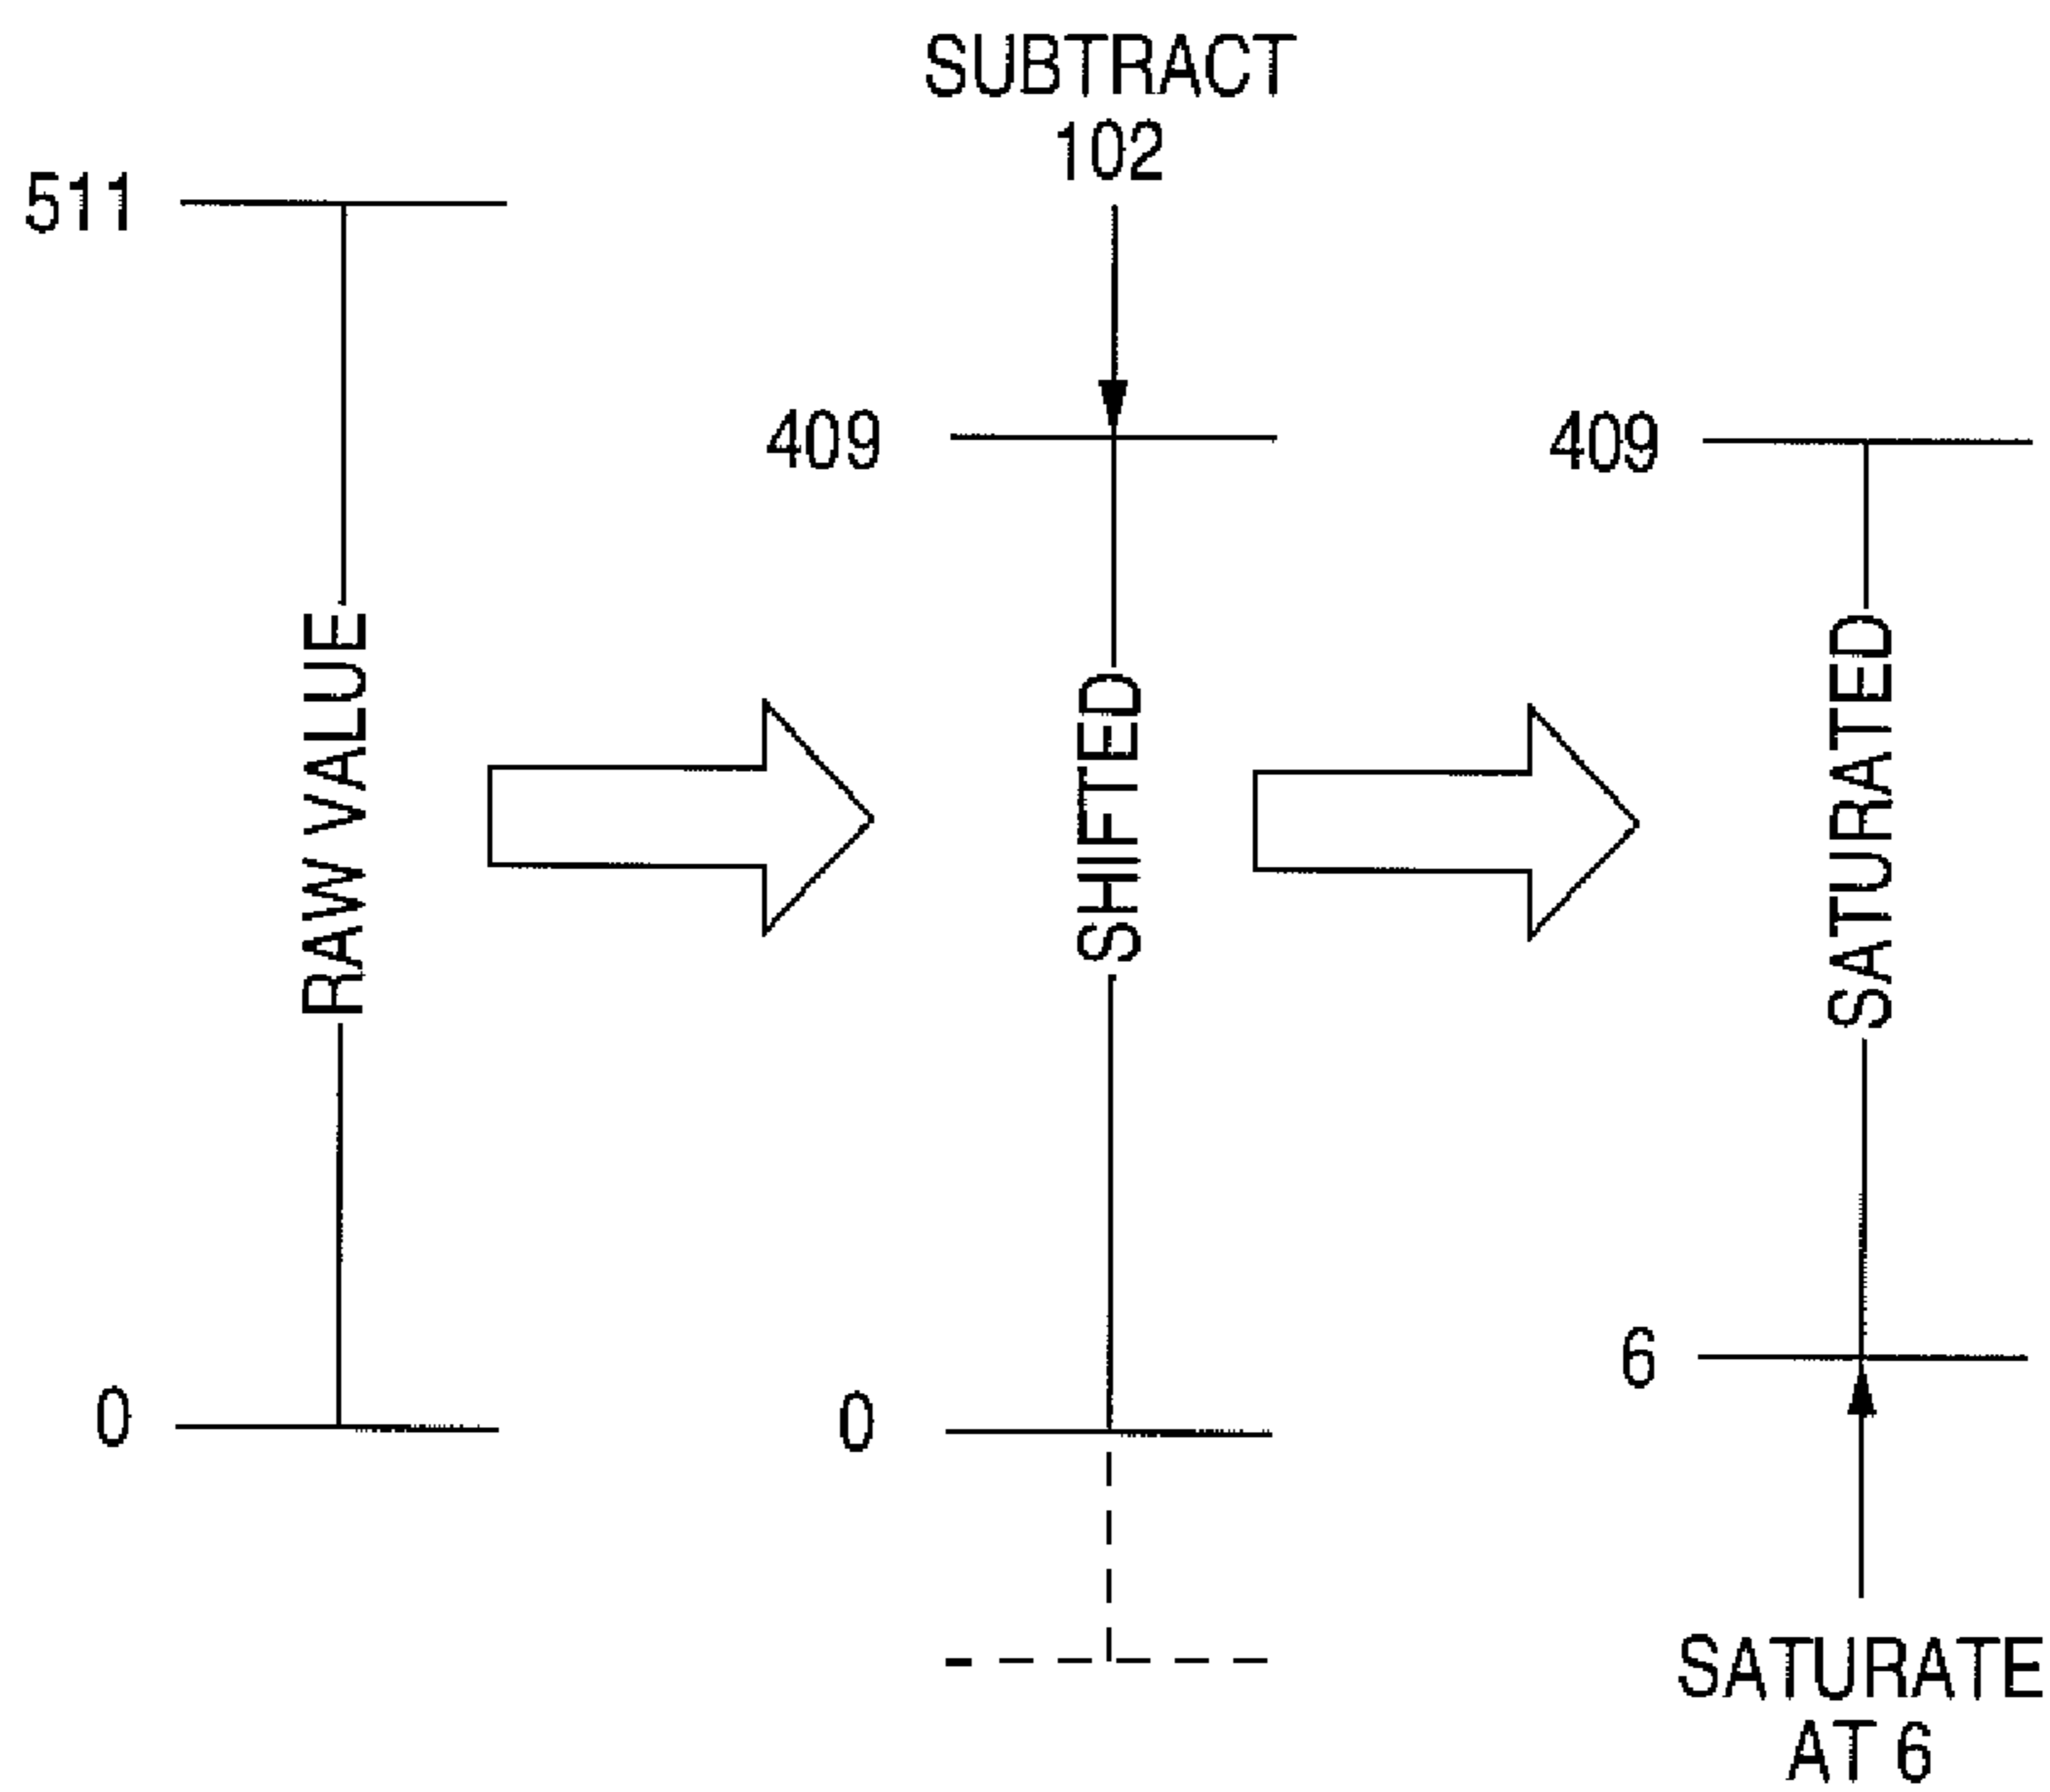 511
RAW VALUE
0
SUBTRACT
102
409
SHIFTED
0
409
SATURATED
6
SATURATE
AT 6